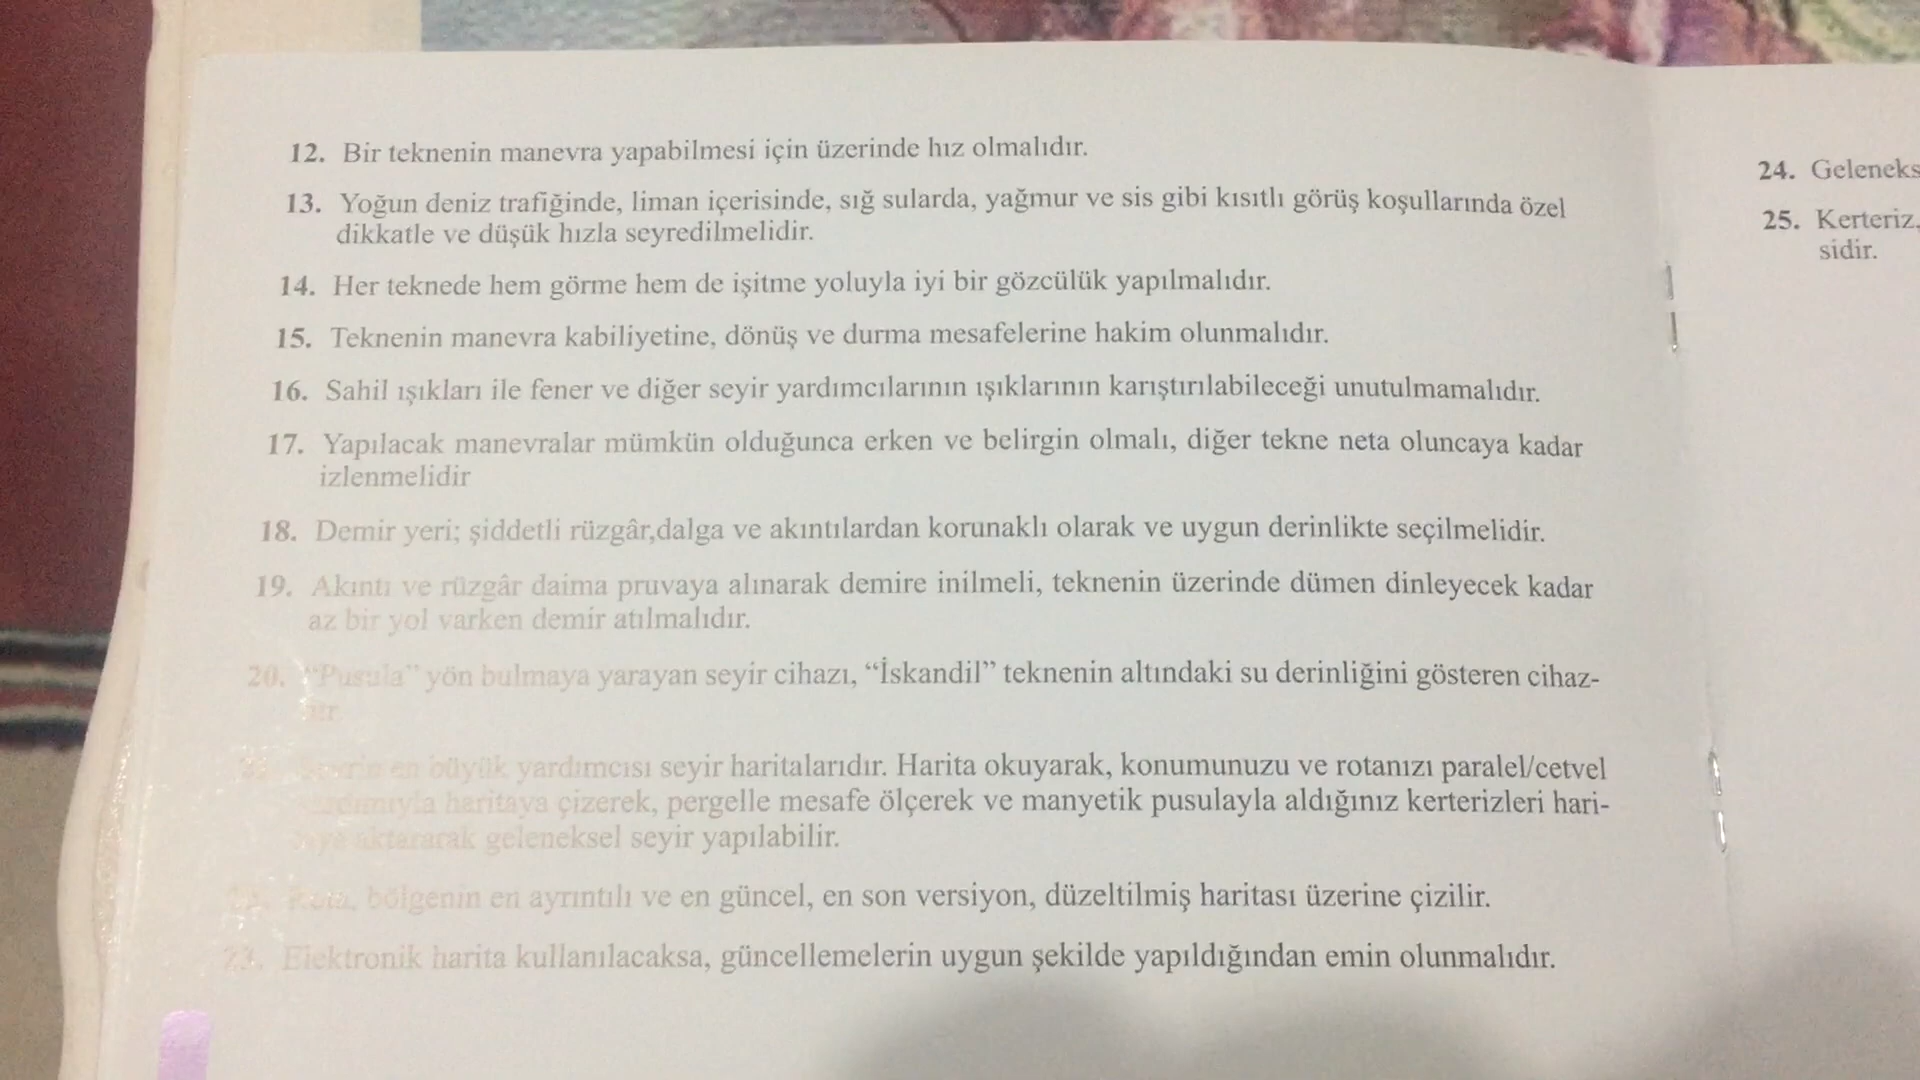 12. Bir teknenin manevra yapabilmesi için üzerinde hız olmalıdır.
13. Yoğun deniz trafiğinde, liman içerisinde, sığ sularda, yağmur ve sis gibi kısıtlı görüş koşullarında özel
dikkatle ve düşük hızla seyredilmelidir.
14. Her teknede hem görme hem de işitme yoluyla iyi bir gözcülük yapılmalıdır.
15. Teknenin manevra kabiliyetine, dönüş ve durma mesafelerine hakim olunmalıdır.
16. Sahil ışıkları ile fener ve diğer seyir yardımcılarının ışıklarının karıştırılabileceği unutulmamalıdır.
17. Yapılacak manevralar mümkün olduğunca erken ve belirgin olmalı, diğer tekne neta oluncaya kadar
izlenmelidir
18. Demir yeri; şiddetli rüzgâr,dalga ve akıntılardan korunaklı olarak ve uygun derinlikte seçilmelidir.
19. Akıntı ve rüzgâr daima pruvaya alınarak demire inilmeli, teknenin üzerinde dümen dinleyecek kadar
az bir yol varken demir atılmalıdır.
20. "Pusula" yön bulmaya yarayan seyir cihazı, "İskandil" teknenin altındaki su derinliğini gösteren cihaz-
en büyük yardımcısı seyir haritalarıdır. Harita okuyarak, konumunuzu ve rotanızı paralel/cetvel
haritaya çizerek, pergelle mesafe ölçerek ve manyetik pusulayla aldığınız kerterizleri hari-
aktararak geleneksel seyir yapılabilir.
Rota, bölgenin en ayrıntılı ve en güncel, en son versiyon, düzeltilmiş haritası üzerine çizilir.
23. Elektronik harita kullanılacaksa, güncellemelerin uygun şekilde yapıldığından emin olunmalıdır.
24. Geleneks
25. Kerteriz,
sidir.